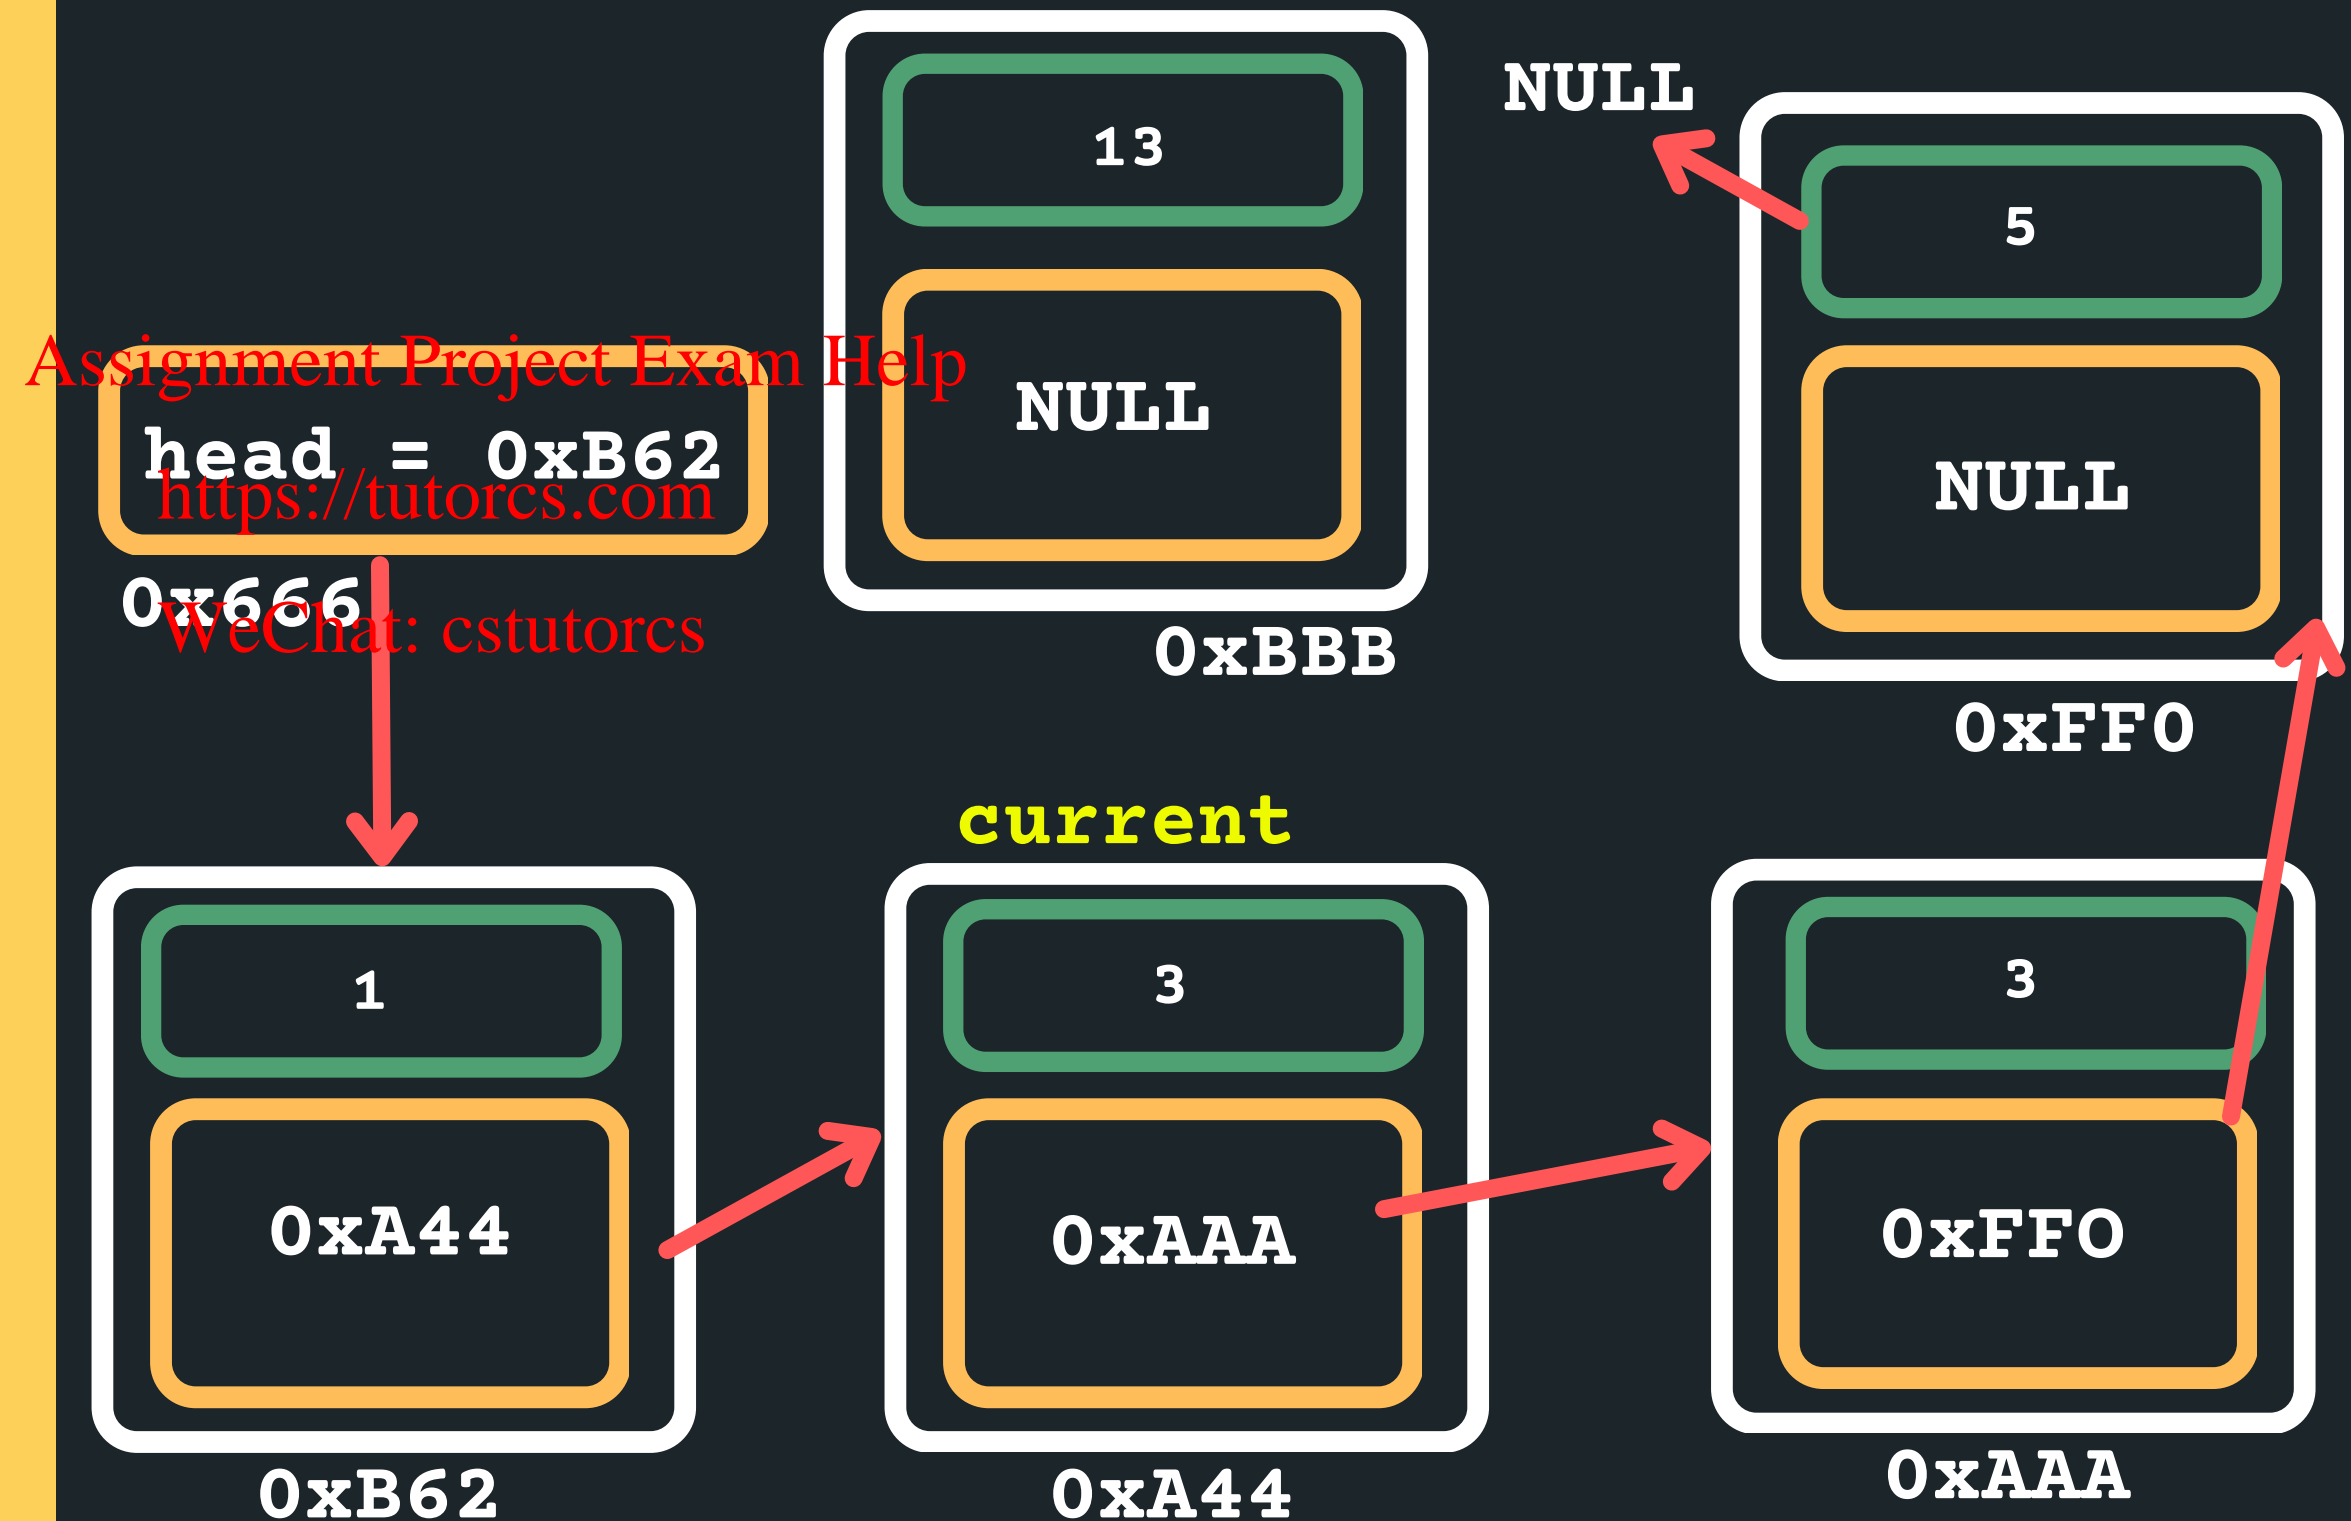 13
NULL
NULL
5
NULL
Assignment Project Exam Help
head = 0xB62
https://tutorcs.com
0x666
WeChat: cstutorcs
0xBBB
0xFF0
current
1
3
3
0xA44
0xAAA
0xFFO
0xB62
0xA44
0xAAA